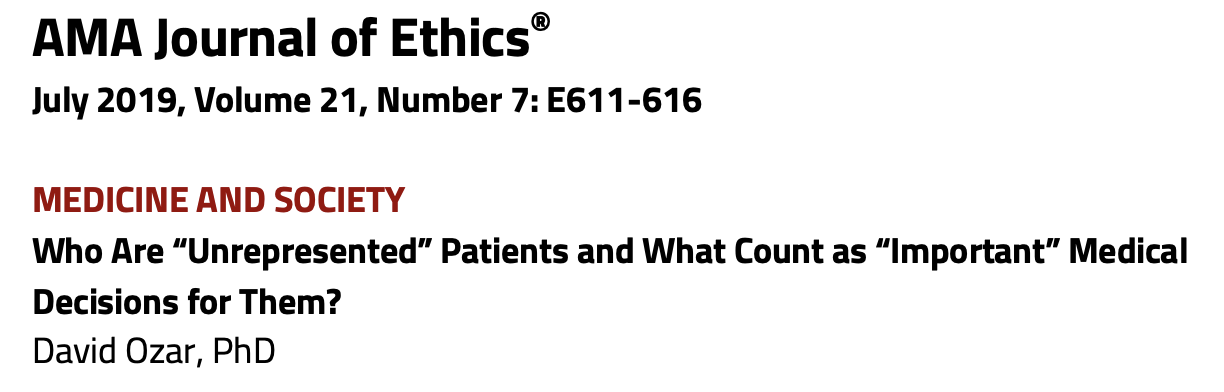 AMA Journal of Ethics®
July 2019, Volume 21, Number 7: E611-616
MEDICINE AND SOCIETY
Who Are “Unrepresented” Patients and What Count as “Important” Medical
Decisions for Them?
David Ozar, PhD